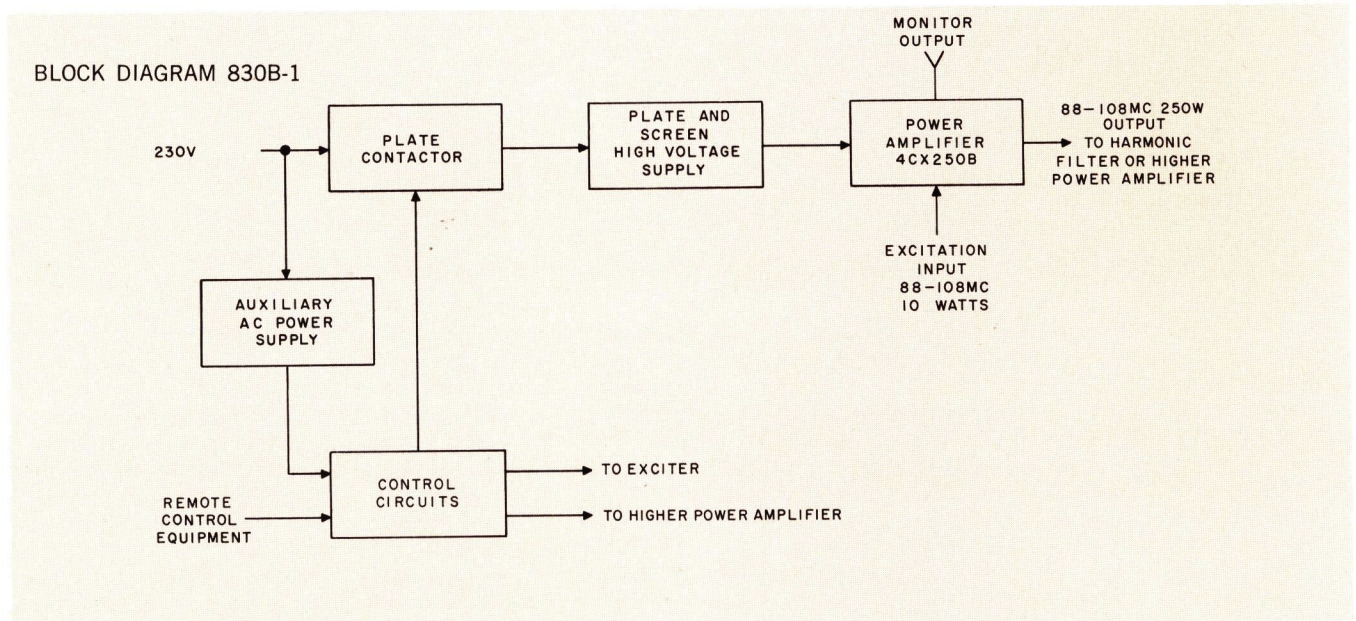 BLOCK DIAGRAM 830B-1
MONITOR
OUTPUT
230V
PLATE
CONTACTOR
PLATE AND
SCREEN
HIGH VOLTAGE
SUPPLY
POWER
AMPLIFIER
4CX250B
88-108MC 250W
OUTPUT
TO HARMONIC
FILTER OR HIGHER
POWER AMPLIFIER
EXCITATION
INPUT
88-108MC
10 WATTS
AUXILIARY
AC POWER
SUPPLY
CONTROL
CIRCUITS
TO EXCITER
TO HIGHER POWER AMPLIFIER
REMOTE
CONTROL
EQUIPMENT